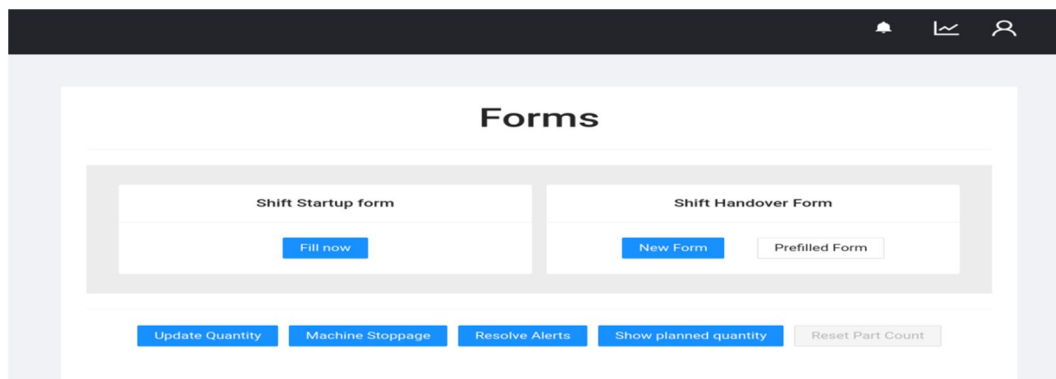 Forms
Shift Startup form
Shift Handover Form
Fill now
New Form
Prefilled Form
Update Quantity
Machine Stoppage
Resolve Alerts
Show planned quantity
Reset Part Count